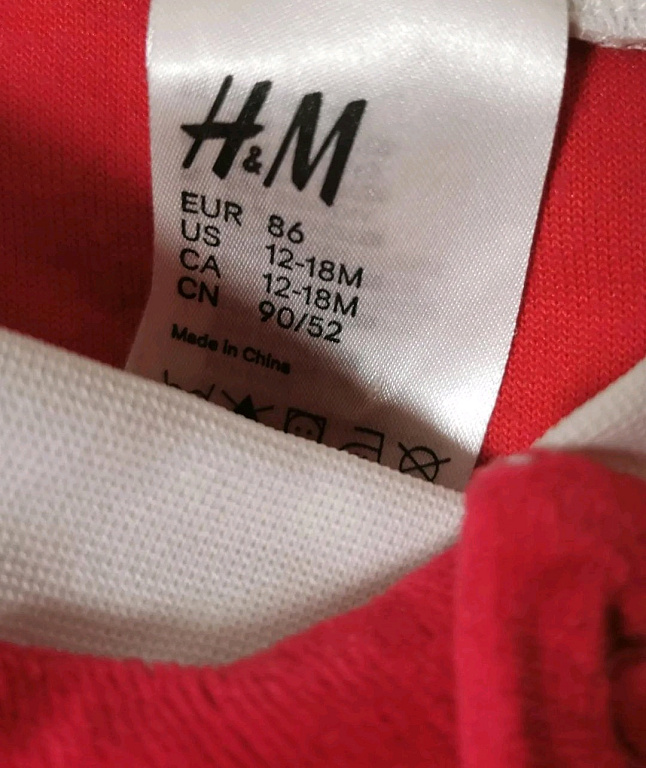 H&M
EUR 86
US 12-18M
CA 12-18M
CN 90/52
Made in China